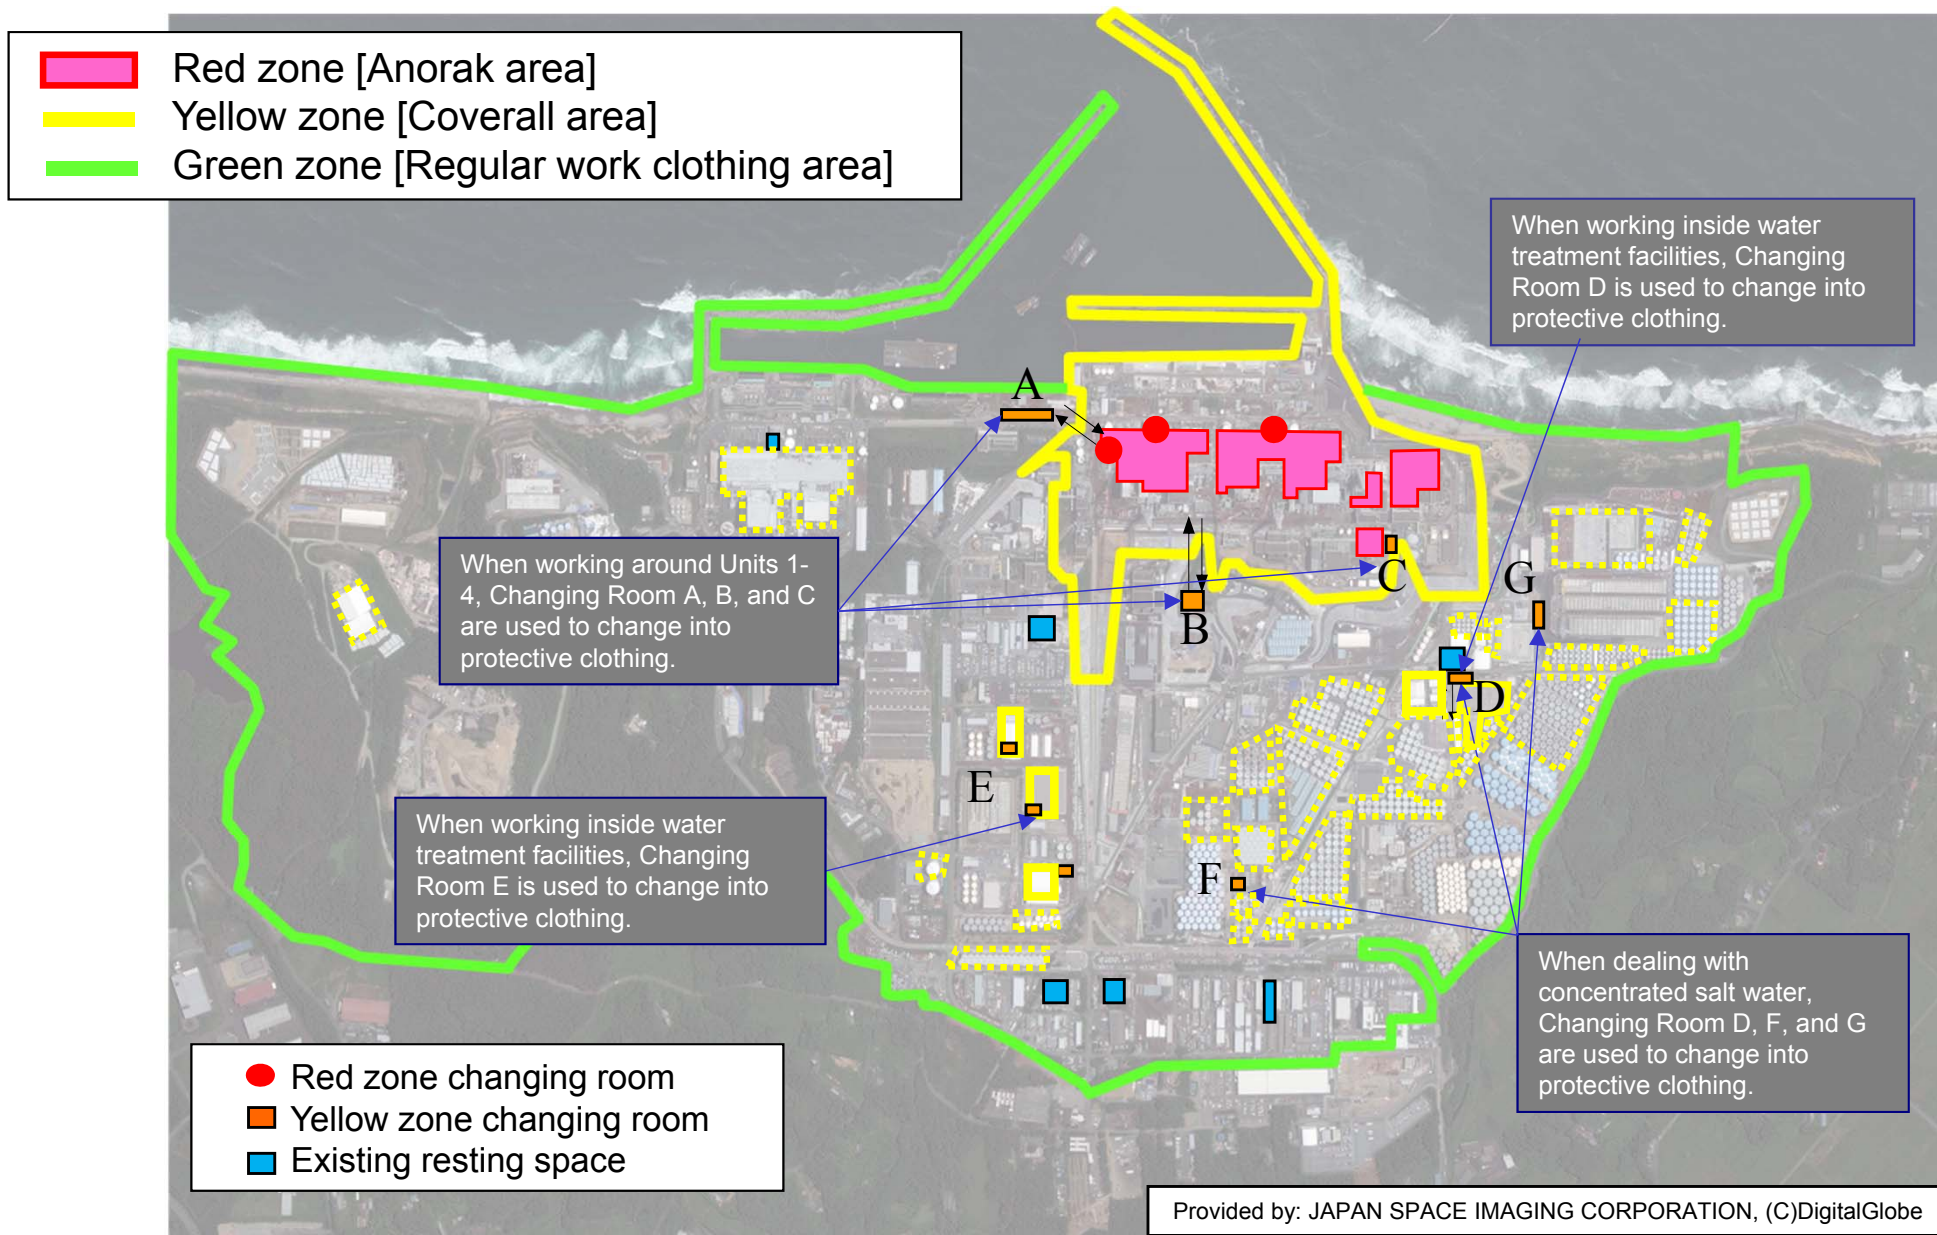 Red zone [Anorak area]
Yellow zone [Coverall area]
Green zone [Regular work clothing area]
When working inside water
treatment facilities, Changing
Room D is used to change into
protective clothing.
A
When working around Units 1-
4, Changing Room A, B, and C
are used to change into
protective clothing.
C
G
B
D
E
When working inside water
treatment facilities, Changing
Room E is used to change into
protective clothing.
F
When dealing with
concentrated salt water,
Changing Room D, F, and G
are used to change into
protective clothing.
Red zone changing room
Yellow zone changing room
Existing resting space
Provided by: JAPAN SPACE IMAGING CORPORATION, (C)DigitalGlobe